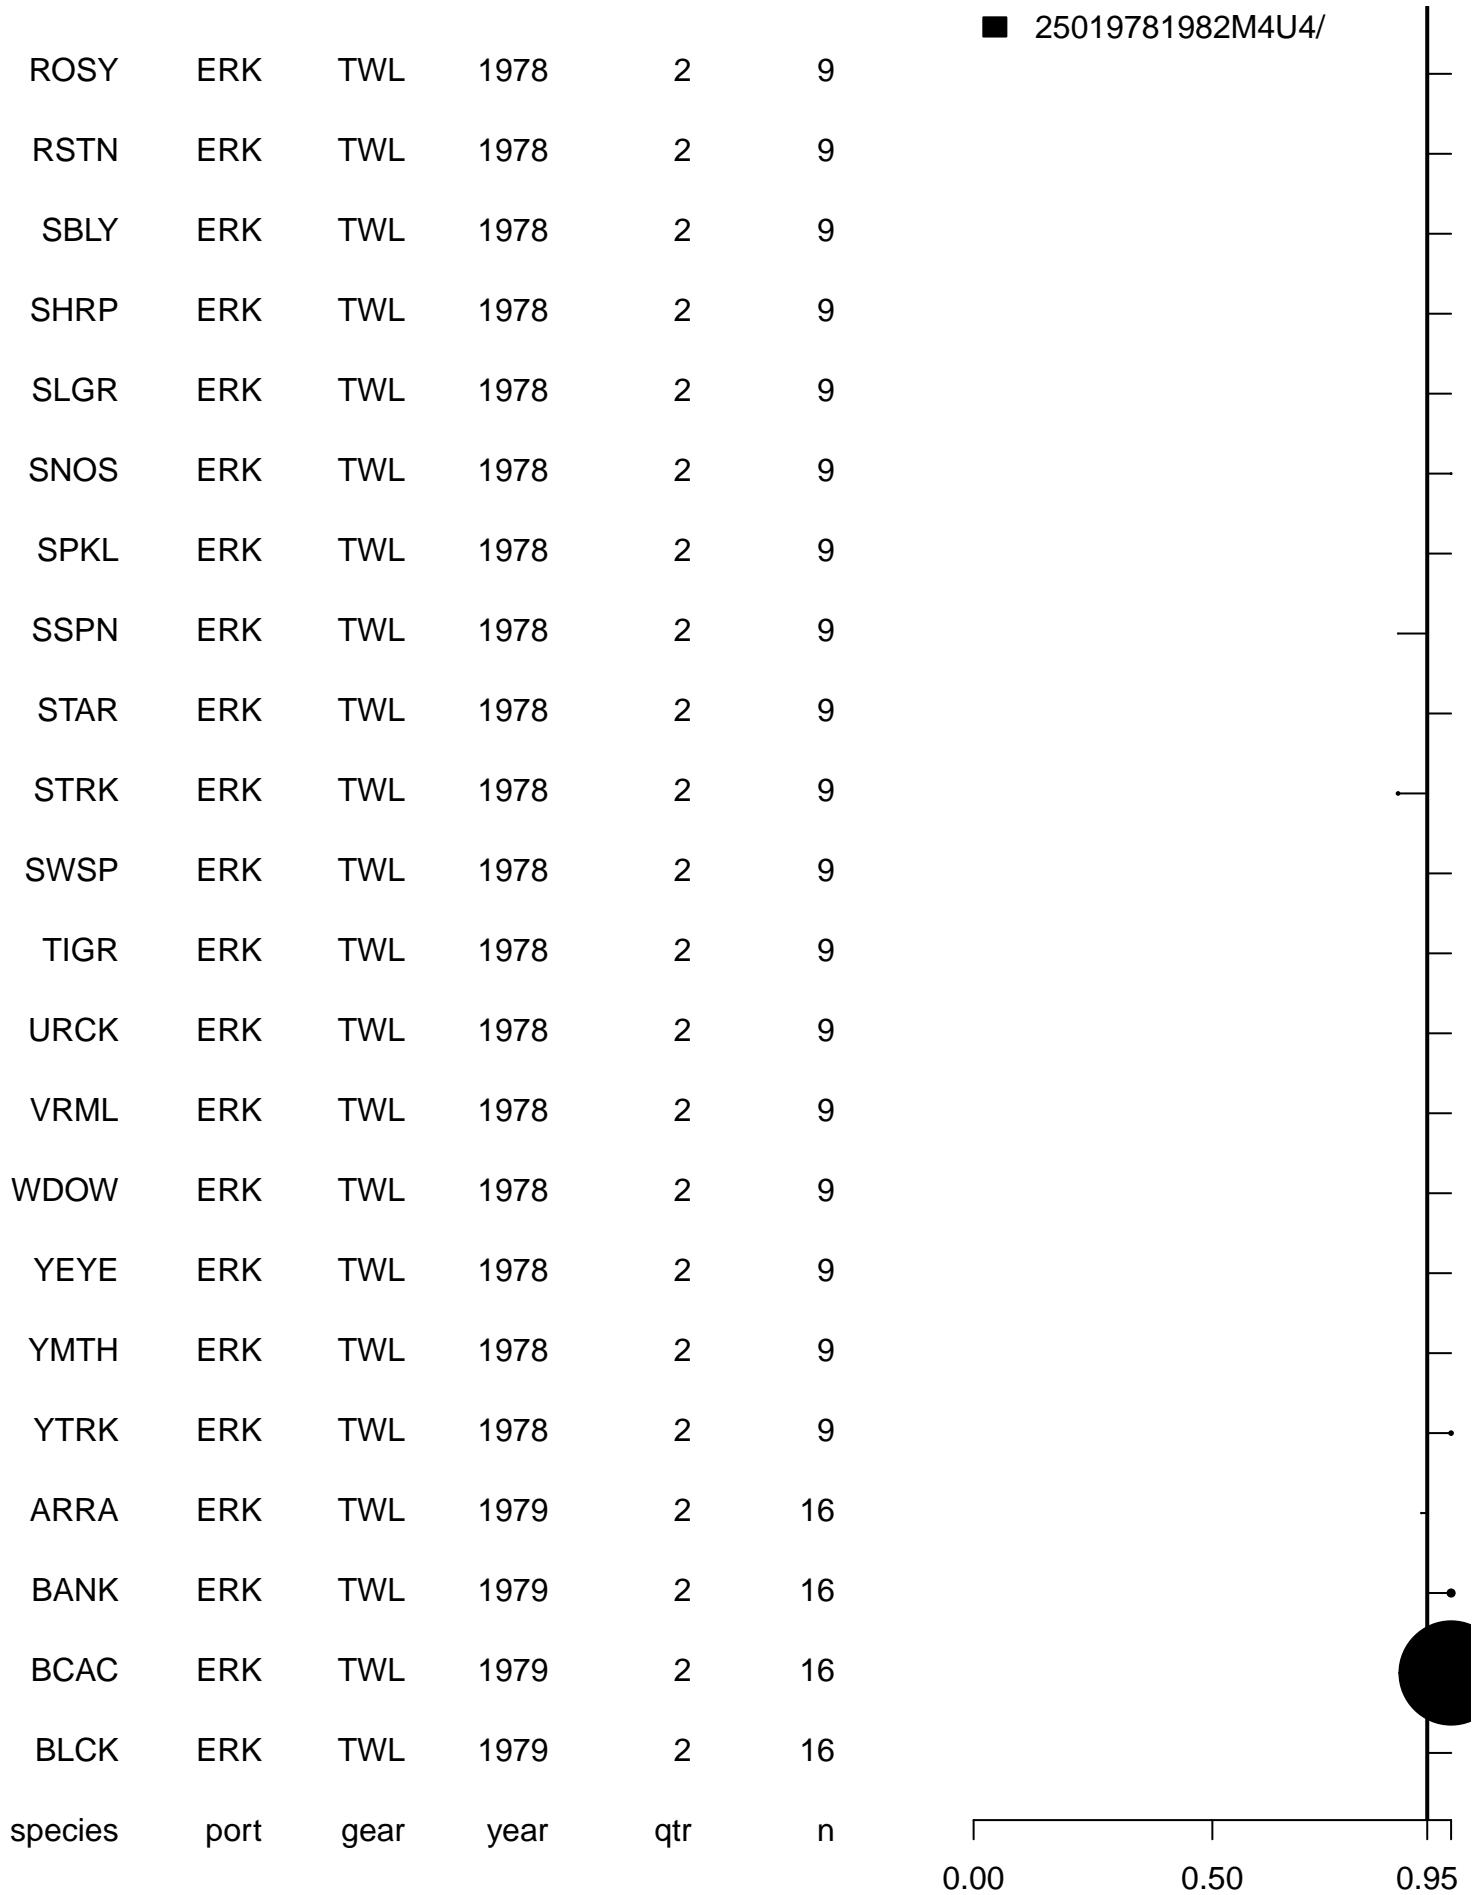 25019781982M4U4/
ROSY ERK TWL 1978 2 9
RSTN ERK TWL 1978 2 9
SBLY ERK TWL 1978 2 9
SHRP ERK TWL 1978 2 9
SLGR ERK TWL 1978 2 9
SNOS ERK TWL 1978 2 9
SPKL ERK TWL 1978 2 9
SSPN ERK TWL 1978 2 9
STAR ERK TWL 1978 2 9
STRK ERK TWL 1978 2 9
SWSP ERK TWL 1978 2 9
TIGR ERK TWL 1978 2 9
URCK ERK TWL 1978 2 9
VRML ERK TWL 1978 2 9
WDOW ERK TWL 1978 2 9
YEYE ERK TWL 1978 2 9
YMTH ERK TWL 1978 2 9
YTRK ERK TWL 1978 2 9
ARRA ERK TWL 1979 2 16
BANK ERK TWL 1979 2 16
BCAC ERK TWL 1979 2 16
BLCK ERK TWL 1979 2 16
species port gear year qtr n
0.00 0.50 0.95